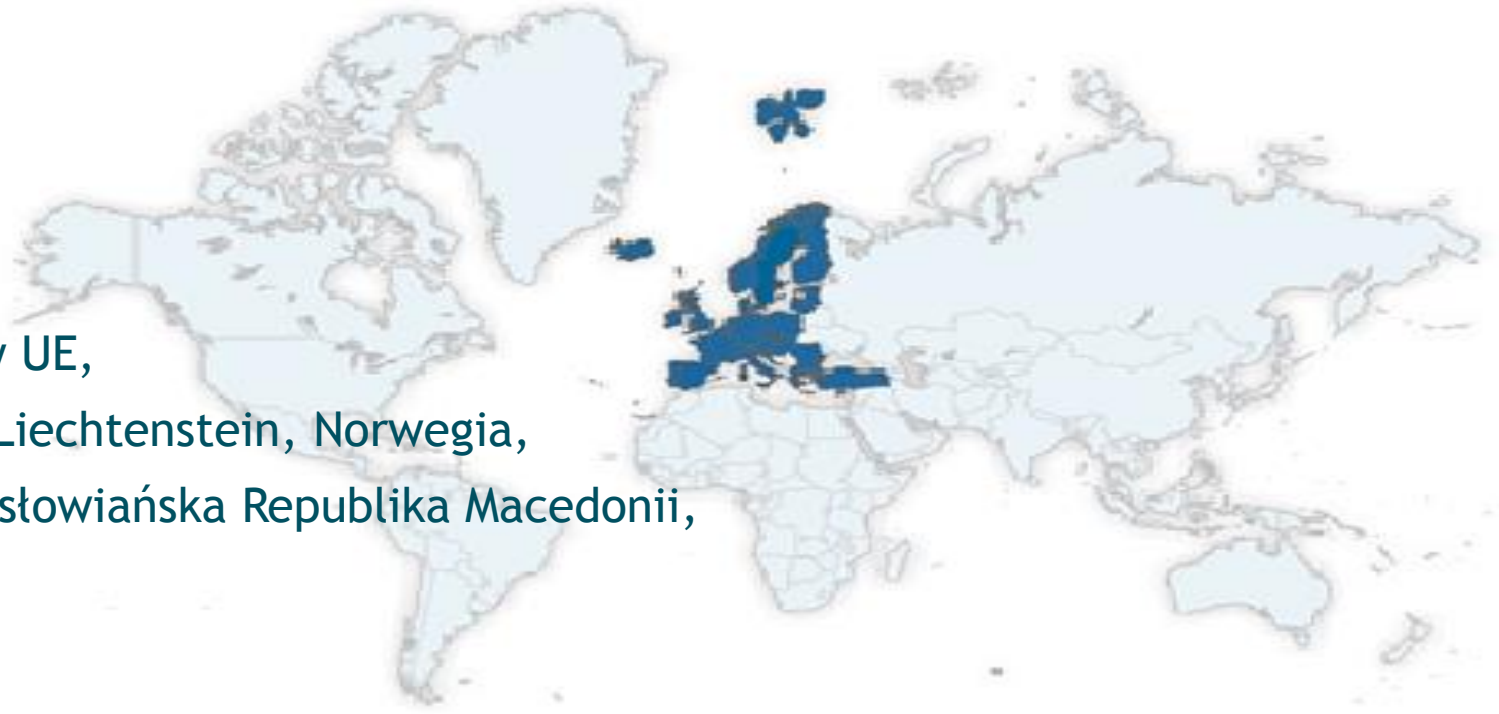 UE,
Liechtenstein, Norwegia,
słowiańska Republika Macedonii,